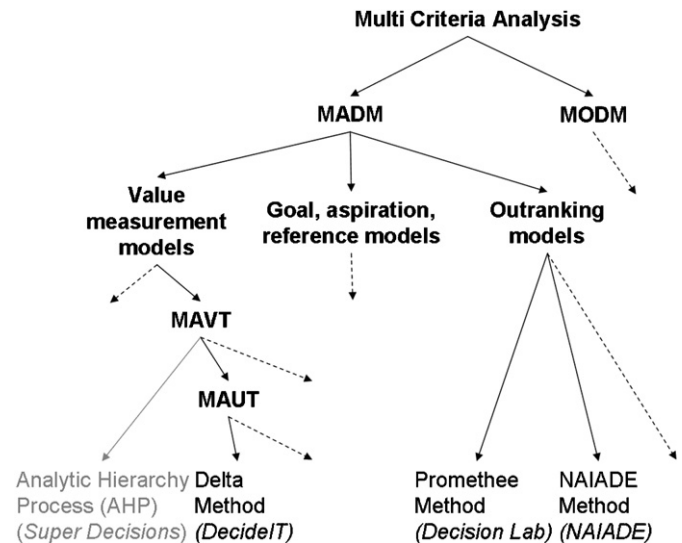 Multi Criteria Analysis
MADM
MODM
Value
measurement
models
Goal, aspiration,
reference models
Outranking
models
MAVT
MAUT
Analytic Hierarchy
Process (AHP)
(Super Decisions)
Delta
Method
(DecideIT)
Promethee
Method
(Decision Lab)
NAIADE
Method
(NAIADE)